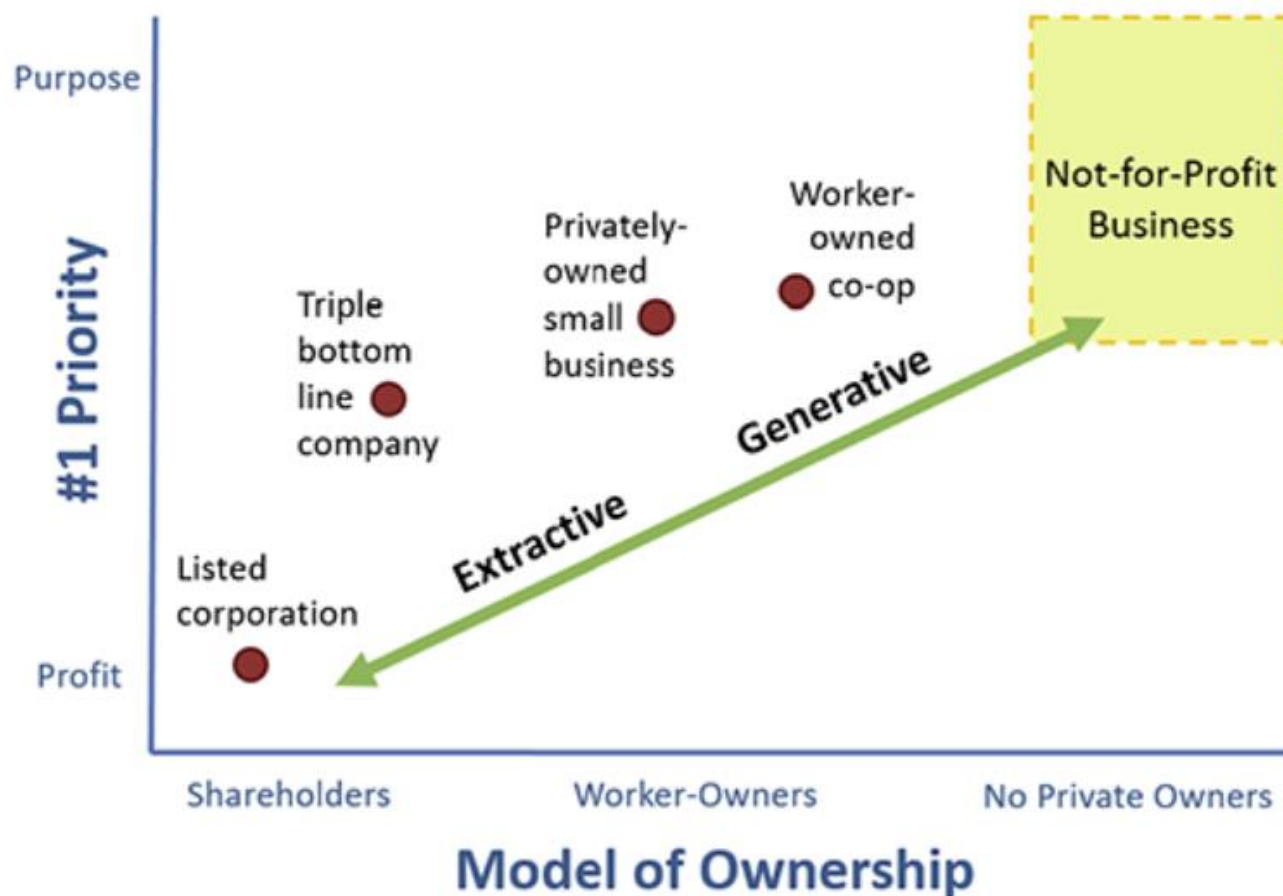 Purpose
Not-for-Profit
Business
Worker-
owned
co-op
Privately-
owned
small
business
Triple
bottom
line
company
#1 Priority
Generative
Extractive
Listed
corporation
Profit
Shareholders
Worker-Owners
No Private Owners
Model of Ownership